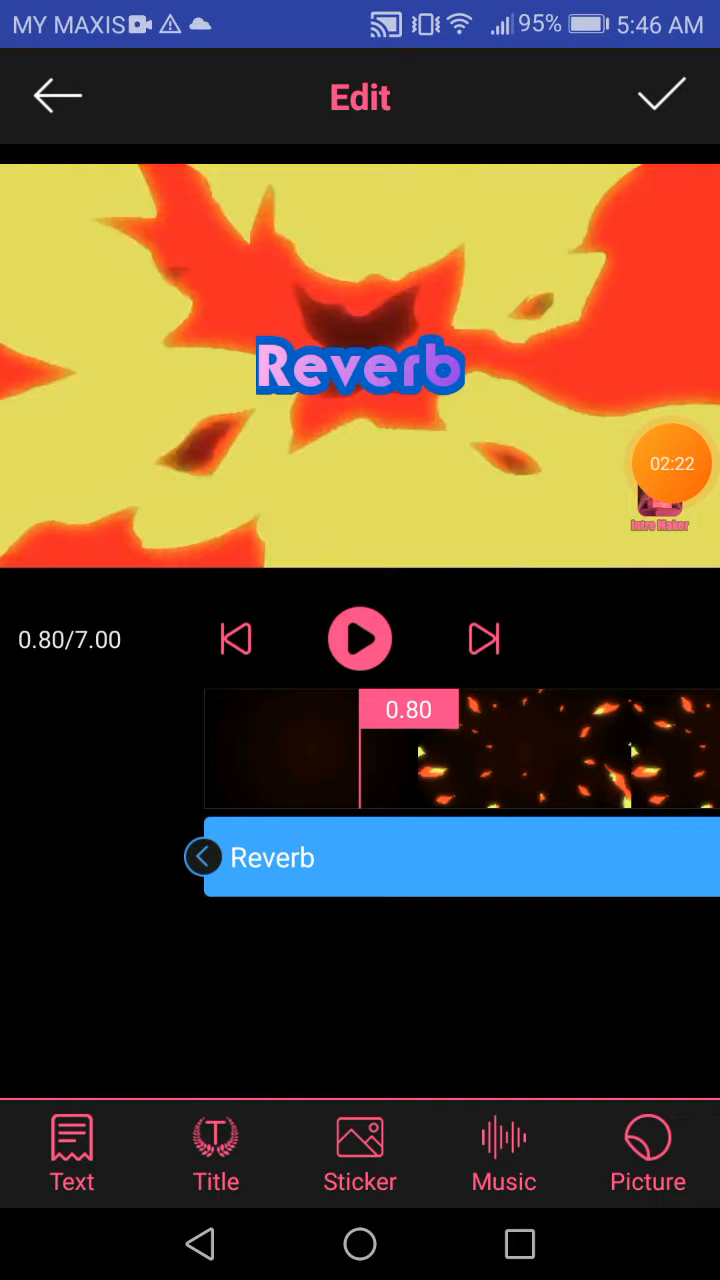 MY MAXIS 95% 5:46 AM
Edit
Reverb
02:22
Intro Maker
0.80/7.00
0.80
Reverb
Text Title Sticker Music Picture